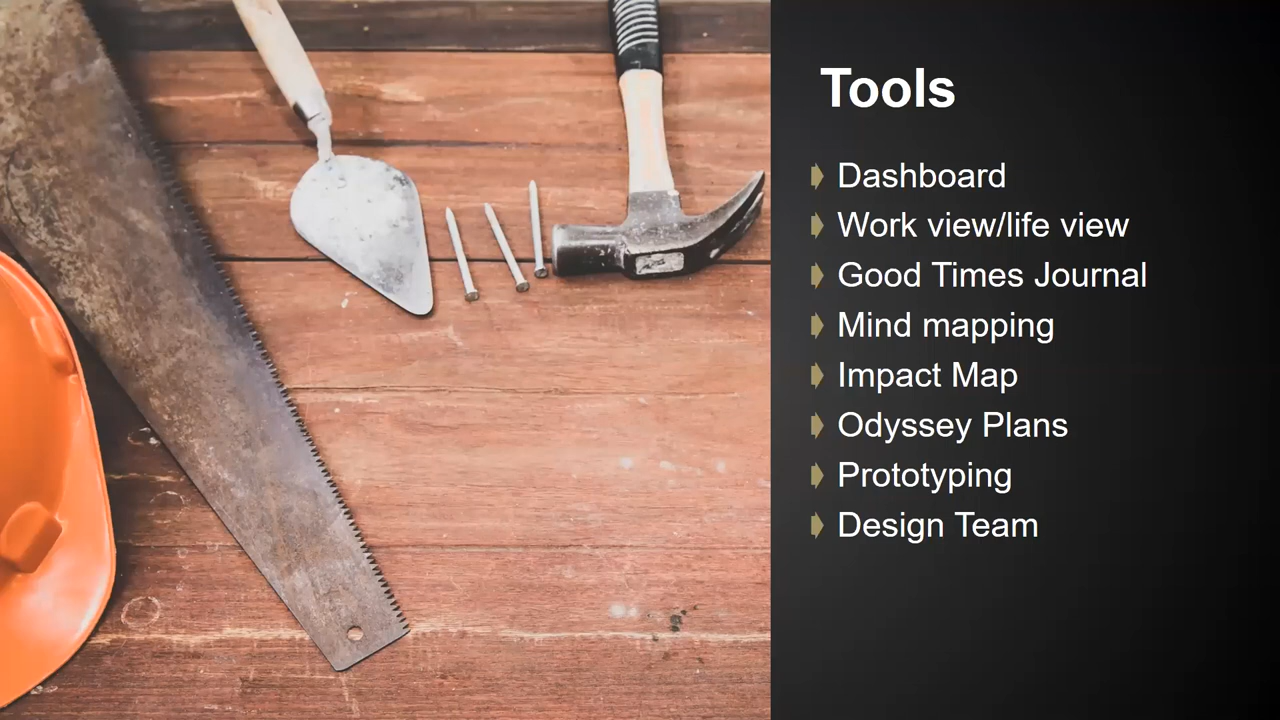 Tools
Dashboard
Work view/life view
Good Times Journal
Mind mapping
Impact Map
Odyssey Plans
Prototyping
Design Team